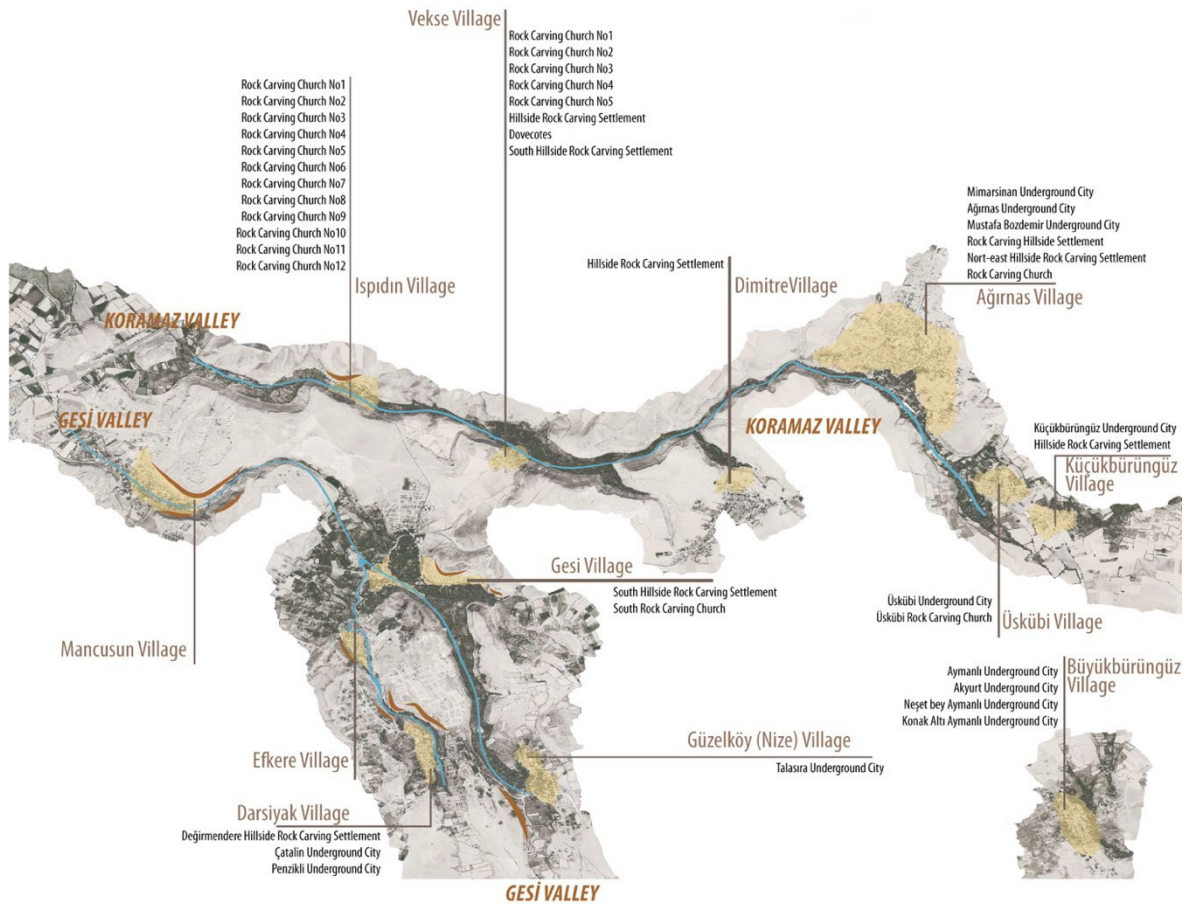 Vekse Village
Rock Carving Church No1
Rock Carving Church No2
Rock Carving Church No3
Rock Carving Church No4
Rock Carving Church No5
Hillside Rock Carving Settlement
Dovecotes
South Hillside Rock Carving Settlement
Rock Carving Church No1
Rock Carving Church No2
Rock Carving Church No3
Rock Carving Church No4
Rock Carving Church No5
Rock Carving Church No6
Rock Carving Church No7
Rock Carving Church No8
Rock Carving Church No9
Rock Carving Church No10
Rock Carving Church No11
Rock Carving Church No12
Ispıdın Village
Mimarsinan Underground City
Ağırnas Underground City
Mustafa Bozdemir Underground City
Rock Carving Hillside Settlement
Nort-east Hillside Rock Carving Settlement
Rock Carving Church
Ağırnas Village
Hillside Rock Carving Settlement
DimitreVillage
KORAMAZ VALLEY
GESİ VALLEY
KORAMAZ VALLEY
Küçükbürüngüz Underground City
Hillside Rock Carving Settlement
Küçükbürüngüz
Village
Gesi Village
South Hillside Rock Carving Settlement
South Rock Carving Church
Üskübi Underground City
Üskübi Rock Carving Church
Üskübi Village
Mancusun Village
Aymanlı Underground City
Akyurt Underground City
Neşet bey Aymanlı Underground City
Konak Altı Aymanlı Underground City
Büyükbürüngüz
Village
Güzelköy (Nize) Village
Talasıra Underground City
Efkere Village
Darsiyak Village
Değirmendere Hillside Rock Carving Settlement
Çatalin Underground City
Penzikli Underground City
GESİ VALLEY